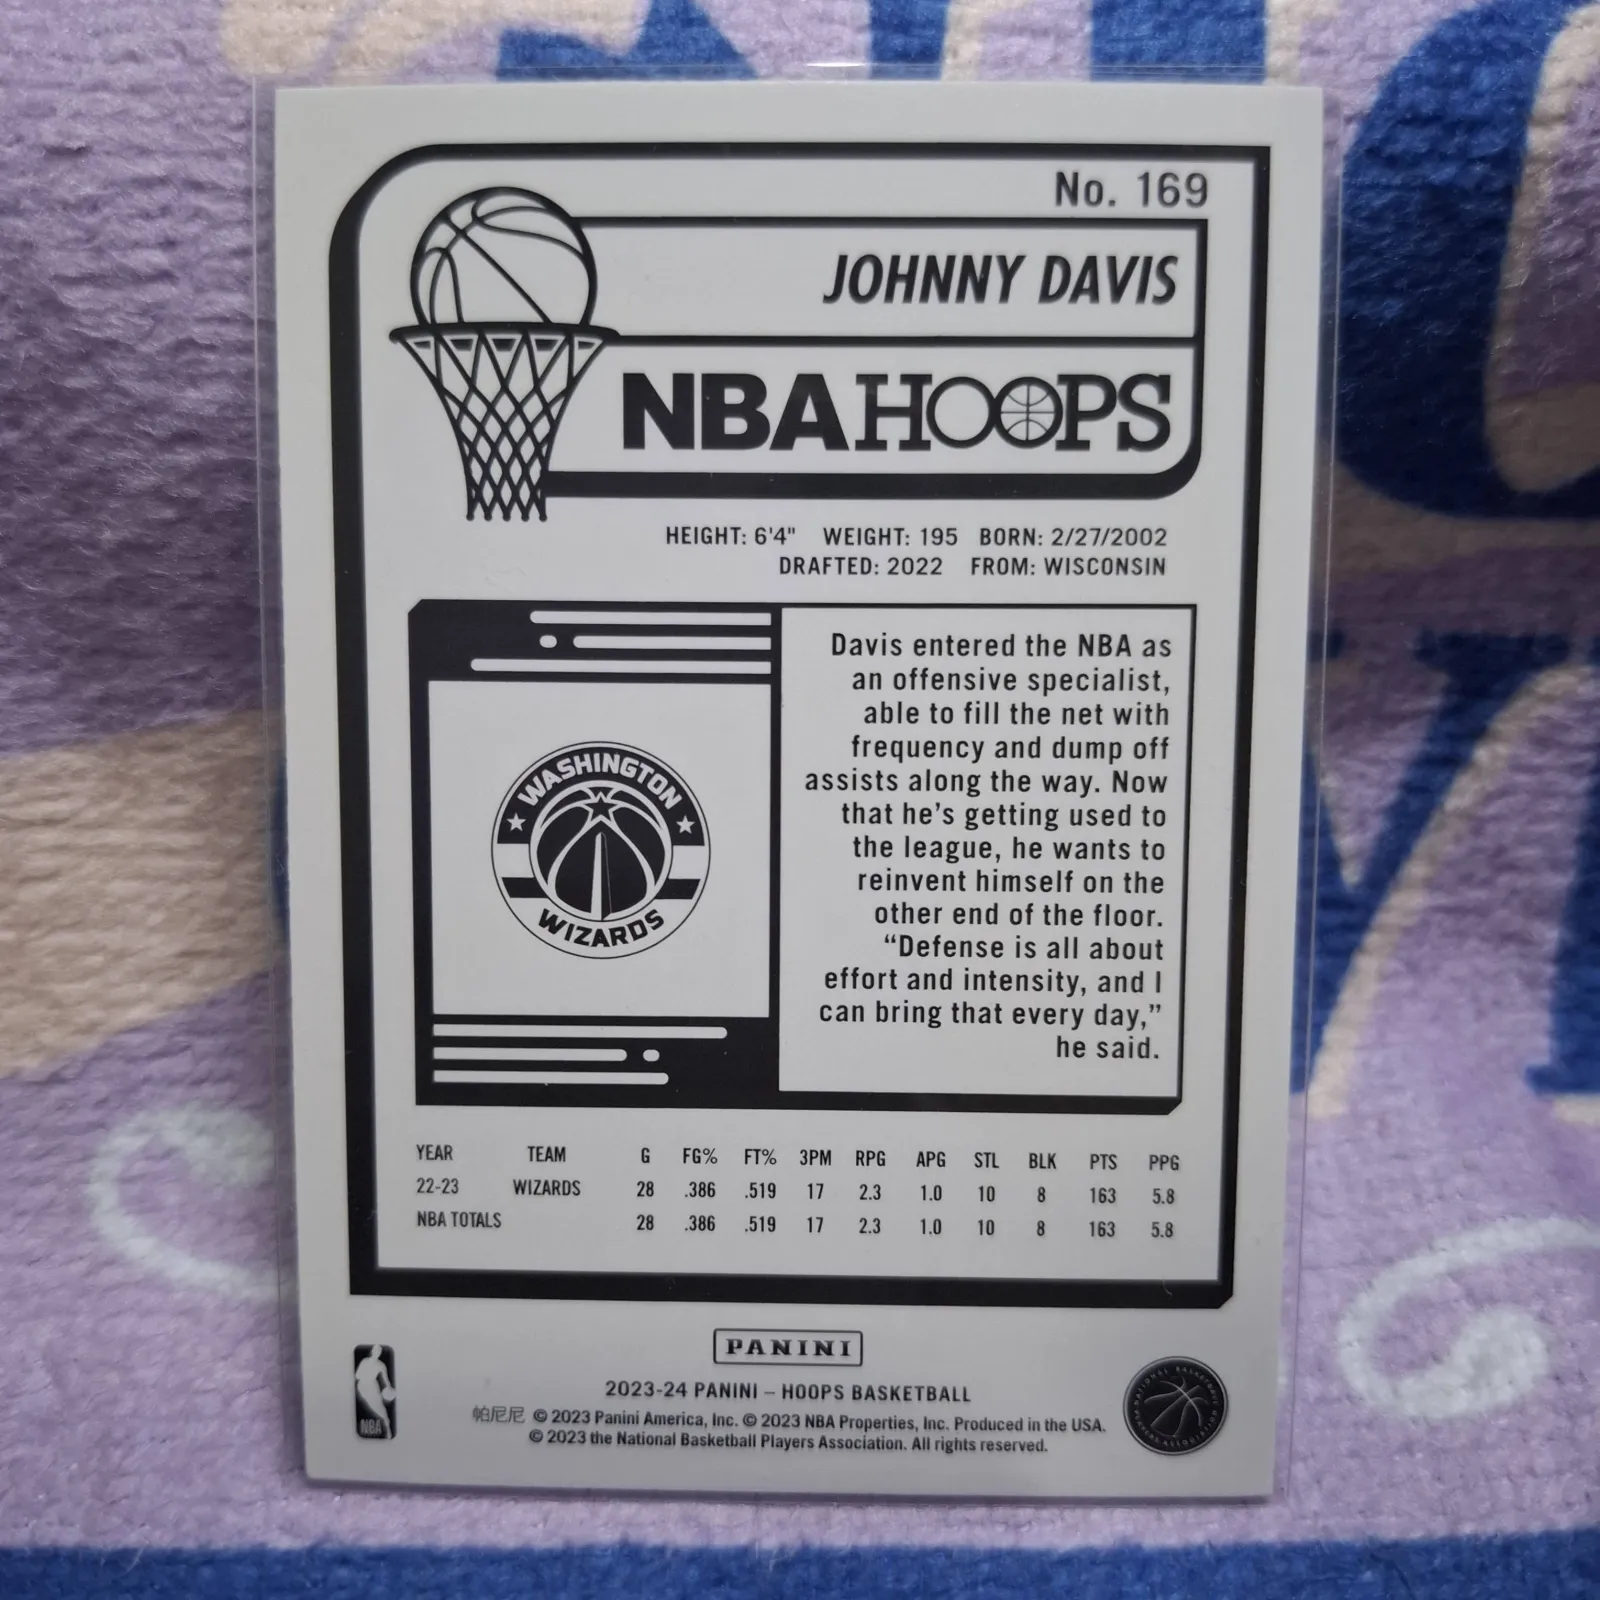 No. 169
JOHNNY DAVIS
NBA HOOPS
HEIGHT: 6'4" WEIGHT: 195 BORN: 2/27/2002
DRAFTED: 2022 FROM: WISCONSIN
WASHINGTON
WIZARDS
Davis entered the NBA as
an offensive specialist,
able to fill the net with
frequency and dump off
assists along the way. Now
that he's getting used to
the league, he wants to
reinvent himself on the
other end of the floor.
“Defense is all about
effort and intensity, and I
can bring that every day,”
he said.
YEAR TEAM G FG% FT% 3PM RPG APG STL BLK PTS PPG
22-23 WIZARDS 28 .386 .519 17 2.3 1.0 10 8 163 5.8
NBA TOTALS 28 .386 .519 17 2.3 1.0 10 8 163 5.8
PANINI
2023-24 PANINI – HOOPS BASKETBALL
帕尼尼 © 2023 Panini America, Inc. © 2023 NBA Properties, Inc. Produced in the USA.
© 2023 the National Basketball Players Association. All rights reserved.
NBA
NATIONAL BASKETBALL
PLAYERS ASSOCIATION